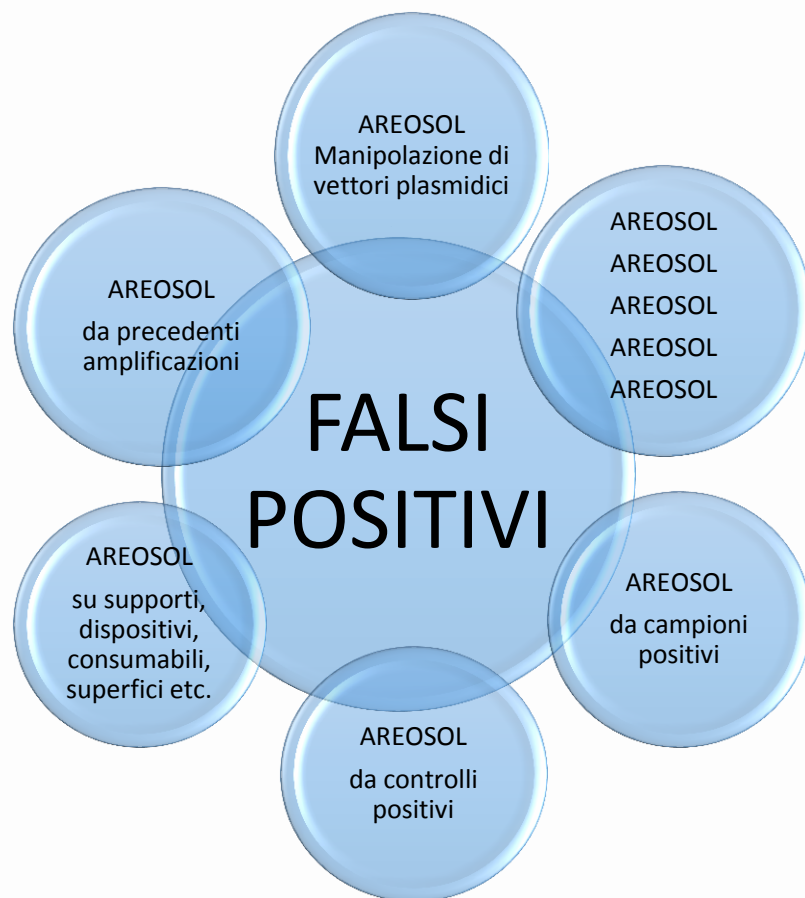 AREOSOL
Manipolazione di
vettori plasmidici
AREOSOL
AREOSOL
AREOSOL
AREOSOL
AREOSOL
AREOSOL
da precedenti
amplificazioni
FALSI
POSITIVI
AREOSOL
su supporti,
dispositivi,
consumabili,
superfici etc.
AREOSOL
da campioni
positivi
AREOSOL
da controlli
positivi